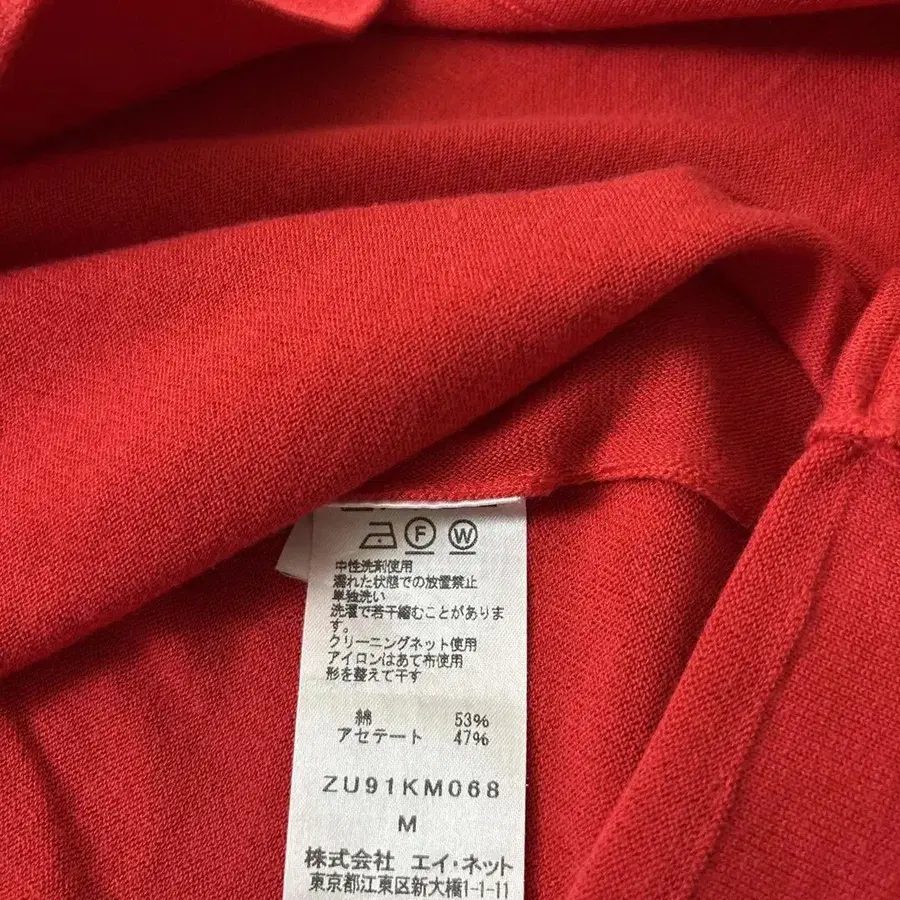 F W
中性洗剤使用
濡れた状態での放置禁止
単独洗い
洗濯で若干縮むことがありま
す。
クリーニングネット使用
アイロンはあて布使用
形を整えて干す
綿 53%
アセテート 47%
ZU91KM068
M
株式会社 エイ・ネット
東京都江東区新大橋1-1-11